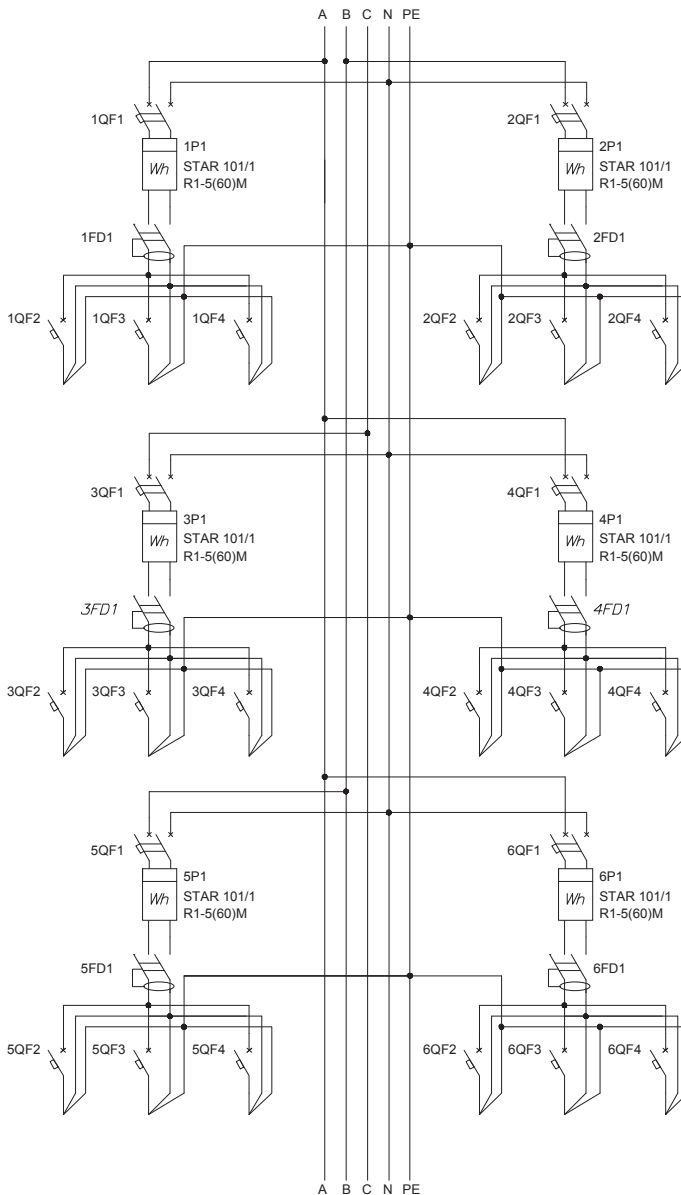 A B C N PE
1QF1
2QF1
1P1
2P1
Wh
STAR 101/1
Wh
STAR 101/1
R1-5(60)M
R1-5(60)M
1FD1
2FD1
1QF2 1QF3 1QF4
2QF2 2QF3 2QF4
3QF1
4QF1
3P1
4P1
Wh
STAR 101/1
Wh
STAR 101/1
R1-5(60)M
R1-5(60)M
3FD1
4FD1
3QF2 3QF3 3QF4
4QF2 4QF3 4QF4
5QF1
6QF1
5P1
6P1
Wh
STAR 101/1
Wh
STAR 101/1
R1-5(60)M
R1-5(60)M
5FD1
6FD1
5QF2 5QF3 5QF4
6QF2 6QF3 6QF4
A B C N PE